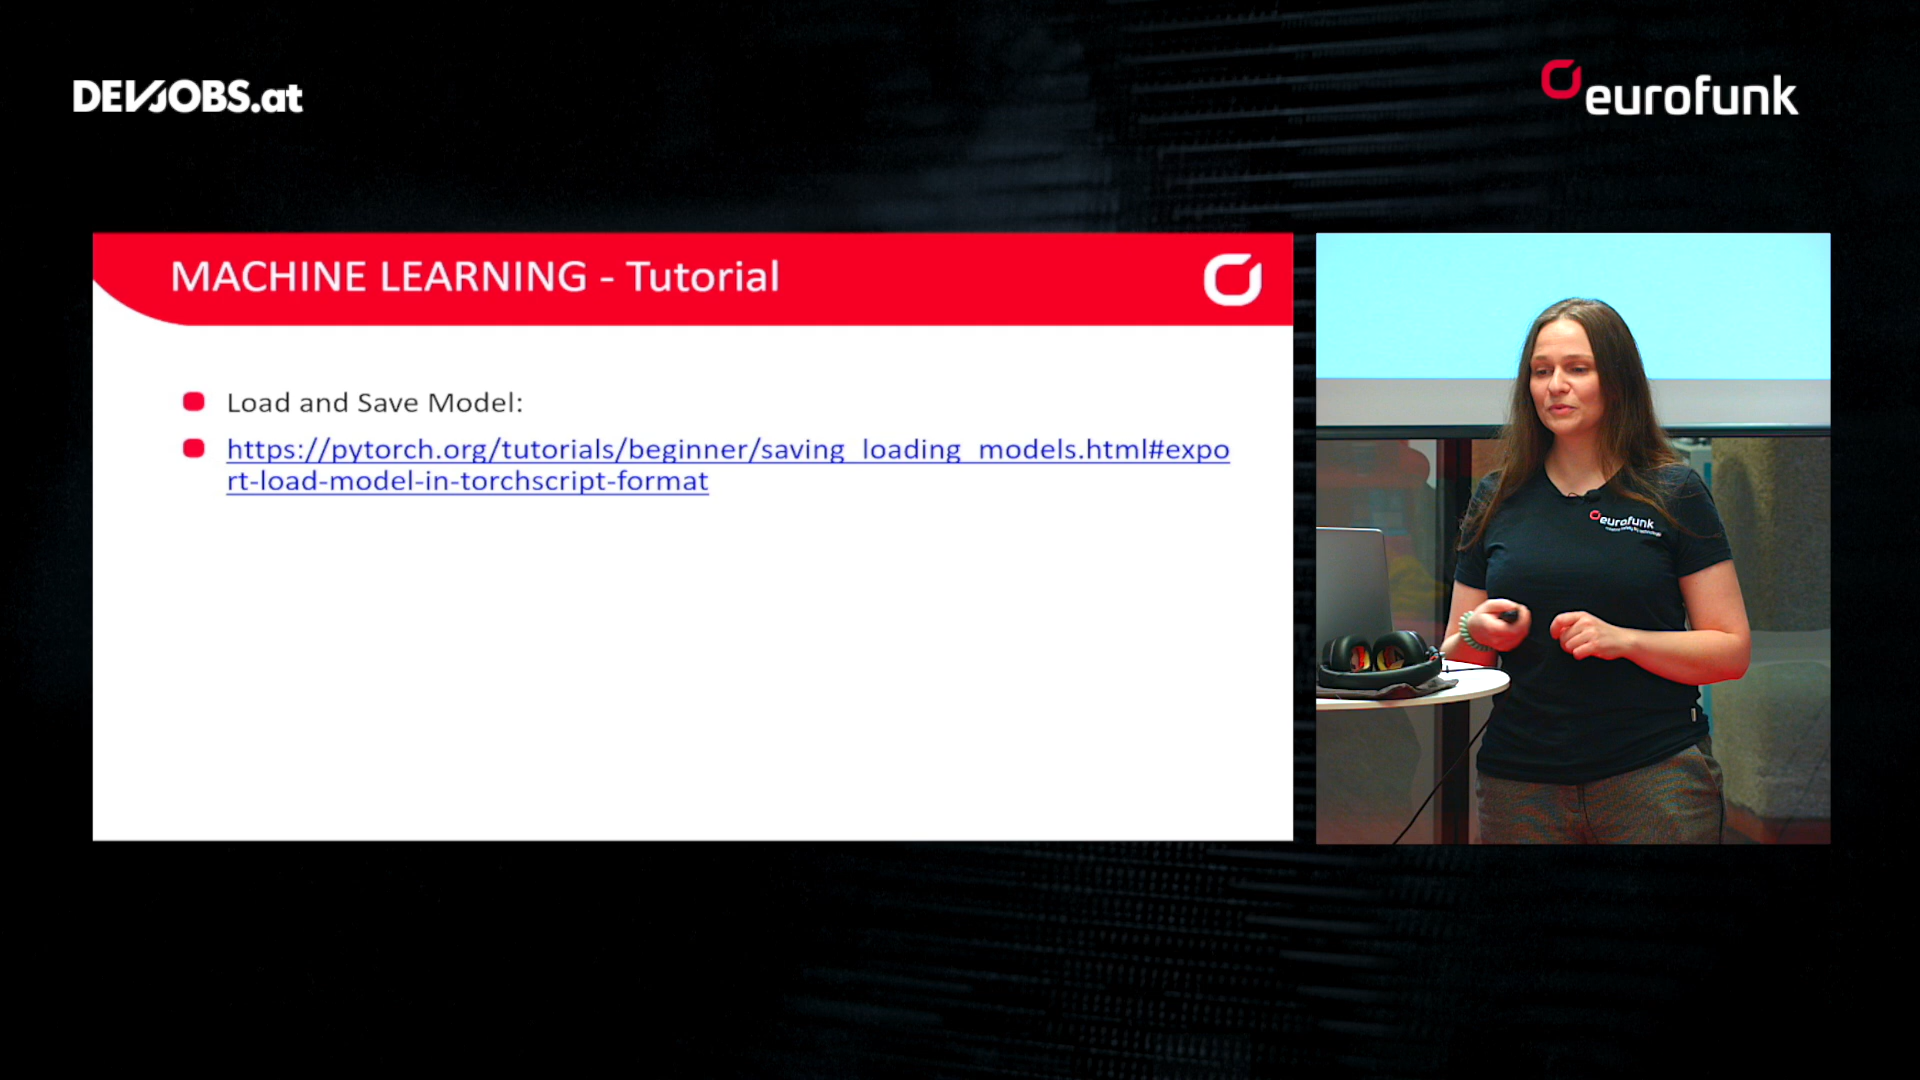 DEVJOBS.at
eurofunk
MACHINE LEARNING - Tutorial
Load and Save Model:
https://pytorch.org/tutorials/beginner/saving_loading_models.html#expo
rt-load-model-in-torchscript-format
eurofunk